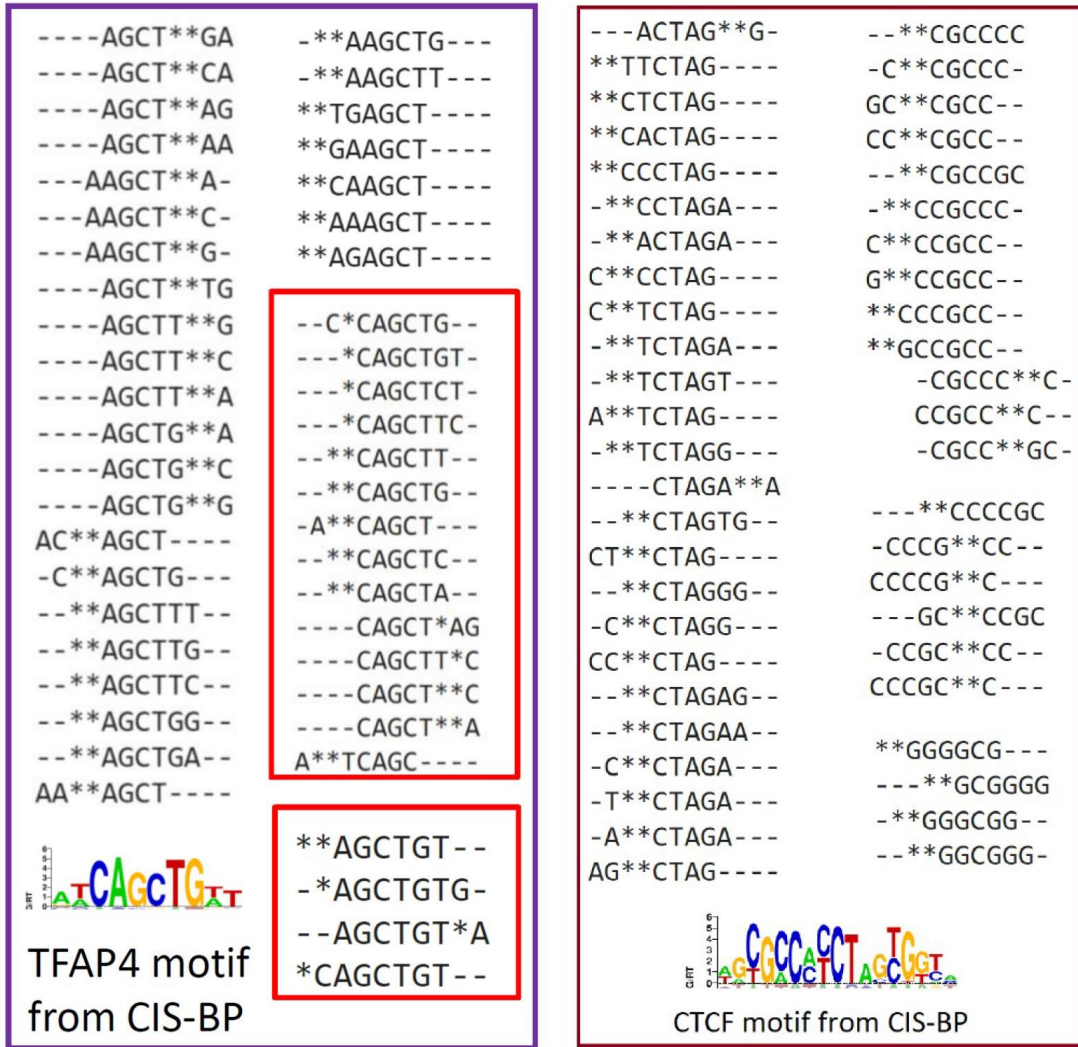 ----AGCT**GA
----AGCT**CA
----AGCT**AG
----AGCT**AA
---AAGCT**A-
---AAGCT**C-
---AAGCT**G-
----AGCT**TG
----AGCTT**G
----AGCTT**C
----AGCTT**A
----AGCTG**A
----AGCTG**C
----AGCTG**G
AC**AGCT----
-C**AGCTG---
--**AGCTTT--
--**AGCTTG--
--**AGCTTC--
--**AGCTGG--
--**AGCTGA--
AA**AGCT----
-**AAGCTG---
-**AAGCTT---
**TGAGCT----
**GAAGCT----
**CAAGCT----
**AAAGCT----
**AGAGCT----
--C*CAGCTG--
---*CAGCTGT-
---*CAGCTCT-
---*CAGCTTC-
--**CAGCTT--
--**CAGCTG--
-A**CAGCT---
--**CAGCTC--
--**CAGCTA--
----CAGCT*AG
----CAGCTT*C
----CAGCT**C
----CAGCT**A
A**TCAGC----
**AGCTGT--
-*AGCTGTG-
--AGCTGT*A
*CAGCTGT--
TFAP4 motif
from CIS-BP
---ACTAG**G-
**TTCTAG----
**CTCTAG----
**CACTAG----
**CCCTAG----
-**CCTAGA---
-**ACTAGA---
C**CCTAG----
C**TCTAG----
-**TCTAGA---
-**TCTAGT---
A**TCTAG----
-**TCTAGG---
----CTAGA**A
--**CTAGTG--
CT**CTAG----
--**CTAGGG--
-C**CTAGG---
CC**CTAG----
--**CTAGAG--
--**CTAGAA--
-C**CTAGA---
-T**CTAGA---
-A**CTAGA---
AG**CTAG----
--**CGCCCC
-C**CGCCC-
GC**CGCC--
CC**CGCC--
--**CGCCGC
-**CCGCCC-
C**CCGCC--
G**CCGCC--
**CCCGCC--
**GCCGCC--
-CGCCC**C-
CCGCC**C--
-CGCC**GC-
---**CCCCGC
-CCCG**CC--
CCCCG**C---
---GC**CCGC
-CCGC**CC--
CCCGC**C---
**GGGGCG---
---**GCGGGG
-**GGGCGG--
--**GGCGGG-
CTCF motif from CIS-BP